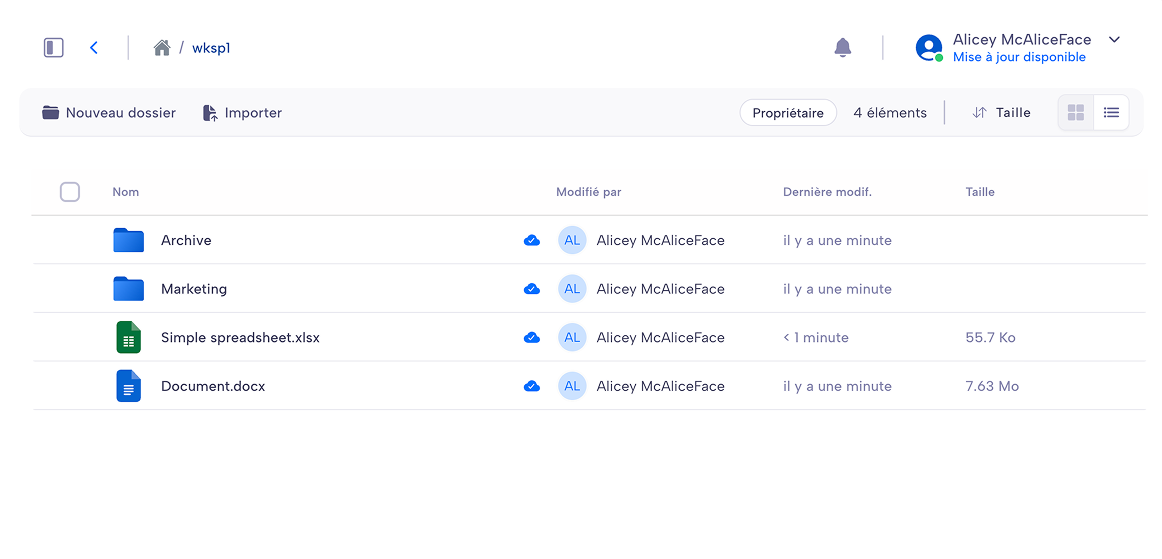 / wksp1
Alicey McAliceFace
Mise à jour disponible
Nouveau dossier Importer Propriétaire 4 éléments Taille
Nom Modifié par Dernière modif. Taille
Archive AL Alicey McAliceFace il y a une minute
Marketing AL Alicey McAliceFace il y a une minute
Simple spreadsheet.xlsx AL Alicey McAliceFace < 1 minute 55.7 Ko
Document.docx AL Alicey McAliceFace il y a une minute 7.63 Mo